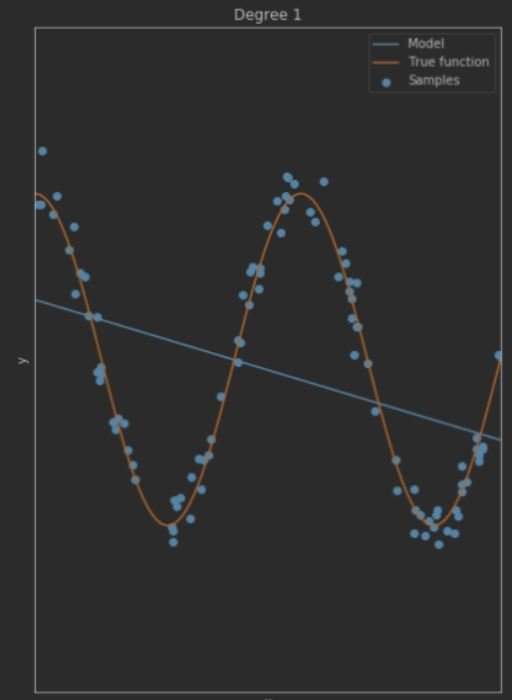 Degree 1
Model
True function
Samples
y